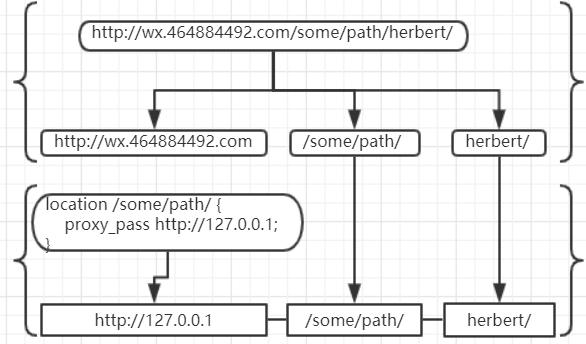 http://wx.464884492.com/some/path/herbert/
http://wx.464884492.com
/some/path/
herbert/
location /some/path/ {
proxy_pass http://127.0.0.1;
}
http://127.0.0.1
/some/path/
herbert/